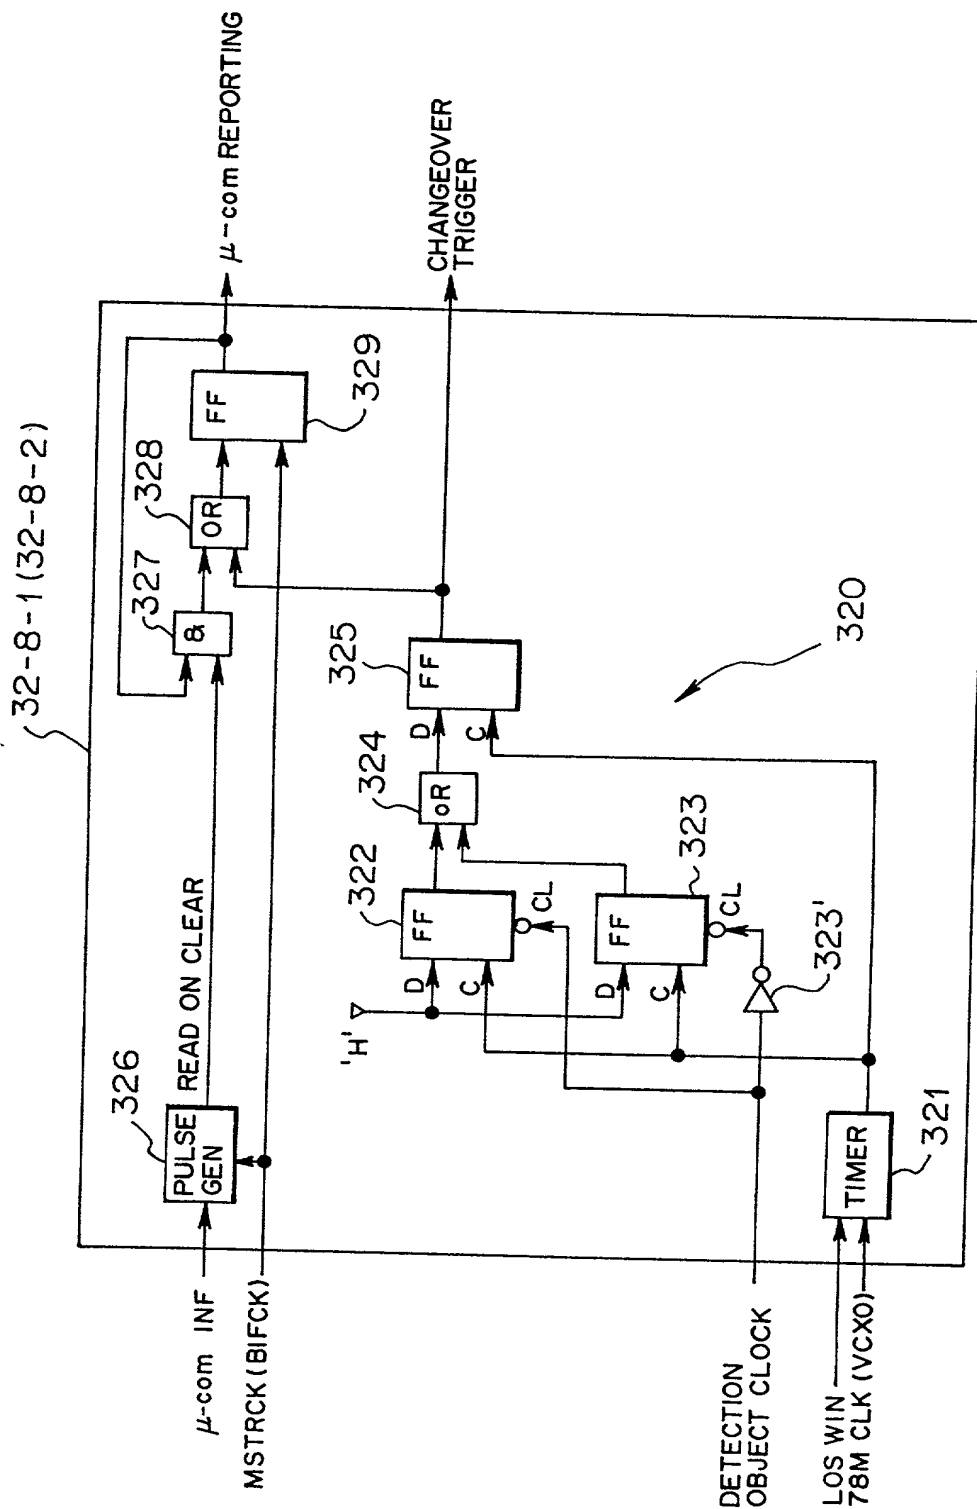 32-8-1 (32-8-2)
μ-com INF
MSTRCK (BIFCK)
326
PULSE
GEN
READ ON CLEAR
327
&
328
OR
FF
329
μ-com REPORTING
'H'
322
D
FF
C
CL
324
oR
325
D
FF
C
CHANGEOVER
TRIGGER
D
FF
C
CL
323
323'
320
DETECTION
OBJECT CLOCK
LOS WIN
78M CLK (VCXO)
TIMER
321